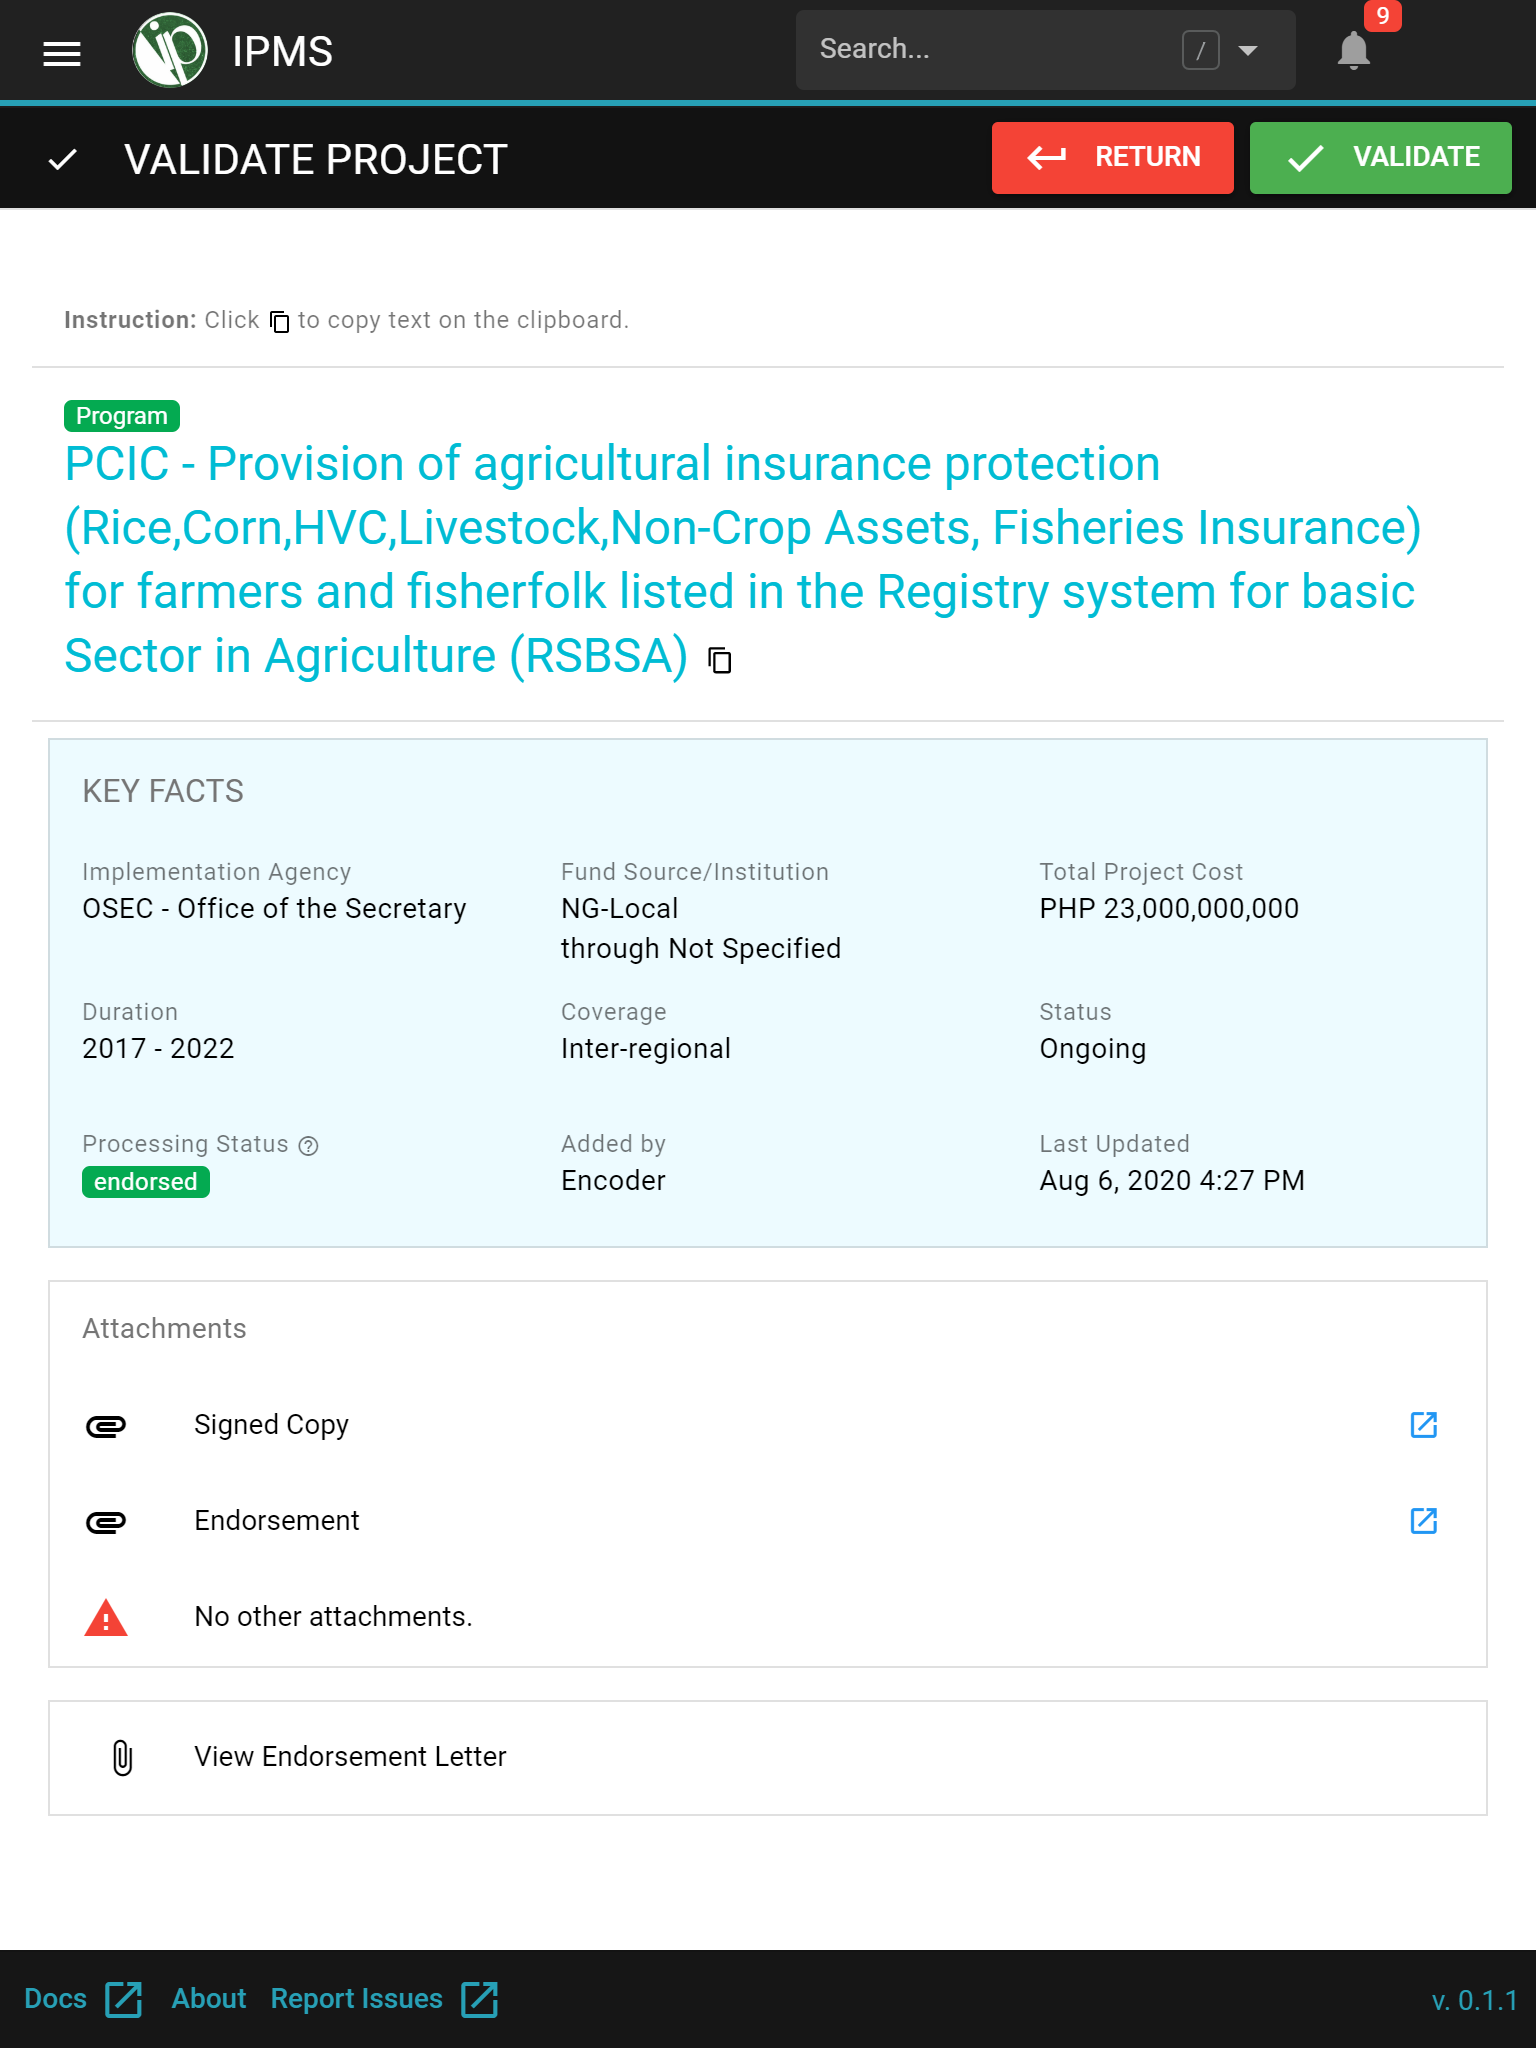 IPMS
Search...
/
9
VALIDATE PROJECT
RETURN
VALIDATE
Instruction: Click to copy text on the clipboard.
Program
PCIC - Provision of agricultural insurance protection
(Rice,Corn,HVC,Livestock,Non-Crop Assets, Fisheries Insurance)
for farmers and fisherfolk listed in the Registry system for basic
Sector in Agriculture (RSBSA)
KEY FACTS
Implementation Agency
OSEC - Office of the Secretary
Fund Source/Institution
NG-Local
through Not Specified
Total Project Cost
PHP 23,000,000,000
Duration
2017 - 2022
Coverage
Inter-regional
Status
Ongoing
Processing Status
endorsed
Added by
Encoder
Last Updated
Aug 6, 2020 4:27 PM
Attachments
Signed Copy
Endorsement
No other attachments.
View Endorsement Letter
Docs About Report Issues v. 0.1.1